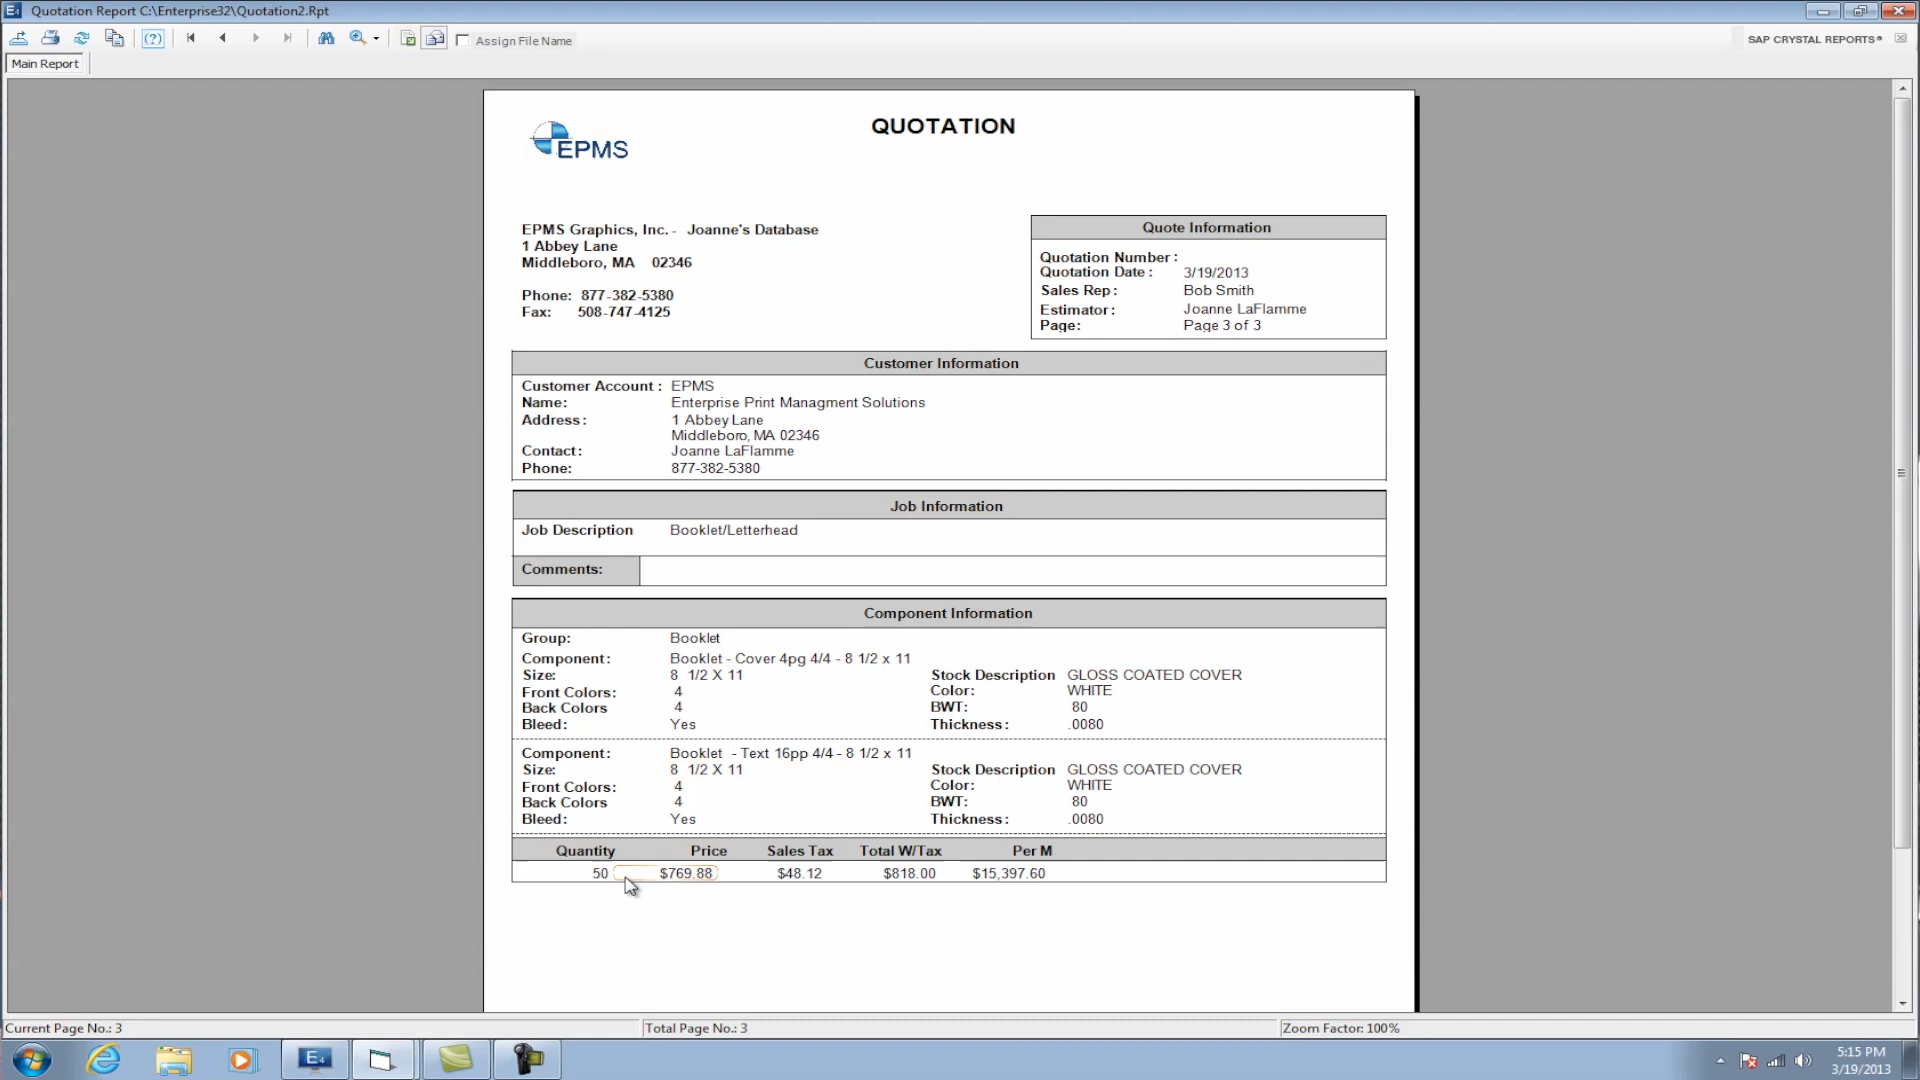 Quotation Report C:\Enterprise32\Quotation2.Rpt
Assign File Name
SAP CRYSTAL REPORTS®
Main Report
QUOTATION
EPMS
EPMS Graphics, Inc. - Joanne's Database
1 Abbey Lane
Middleboro, MA 02346
Phone: 877-382-5380
Fax: 508-747-4125
Quote Information
Quotation Number :
Quotation Date : 3/19/2013
Sales Rep : Bob Smith
Estimator : Joanne LaFlamme
Page: Page 3 of 3
Customer Information
Customer Account : EPMS
Name: Enterprise Print Managment Solutions
Address : 1 Abbey Lane
Middleboro, MA 02346
Contact : Joanne LaFlamme
Phone: 877-382-5380
Job Information
Job Description Booklet/Letterhead
Comments:
Component Information
Group: Booklet
Component : Booklet - Cover 4pg 4/4 - 8 1/2 x 11
Size: 8 1/2 X 11 Stock Description GLOSS COATED COVER
Front Colors : 4 Color: WHITE
Back Colors 4 BWT: 80
Bleed : Yes Thickness : .0080
Component : Booklet - Text 16pp 4/4 - 8 1/2 x 11
Size: 8 1/2 X 11 Stock Description GLOSS COATED COVER
Front Colors : 4 Color: WHITE
Back Colors 4 BWT: 80
Bleed : Yes Thickness : .0080
Quantity Price Sales Tax Total W/Tax Per M
50 $769.88 $48.12 $818.00 $15,397.60
Current Page No.: 3 Total Page No.: 3 Zoom Factor: 100%
5:15 PM
3/19/2013